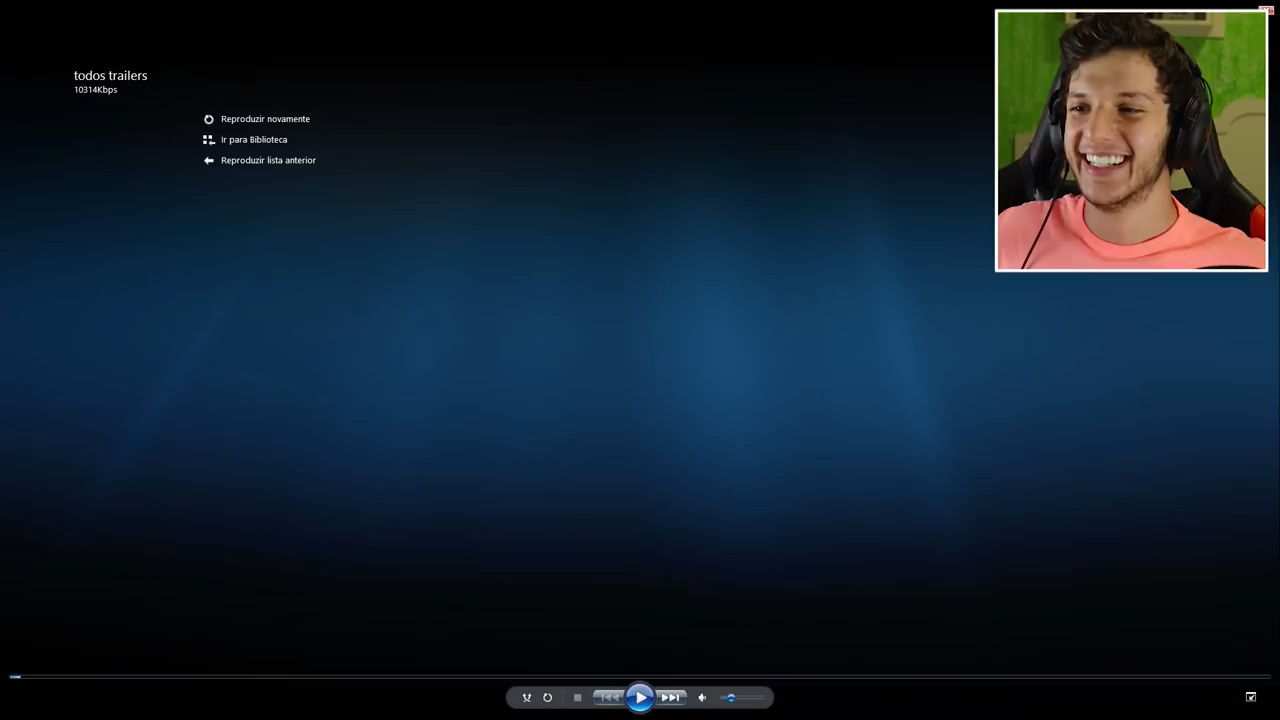 todos trailers
10314Kbps
Reproduzir novamente
Ir para Biblioteca
Reproduzir lista anterior